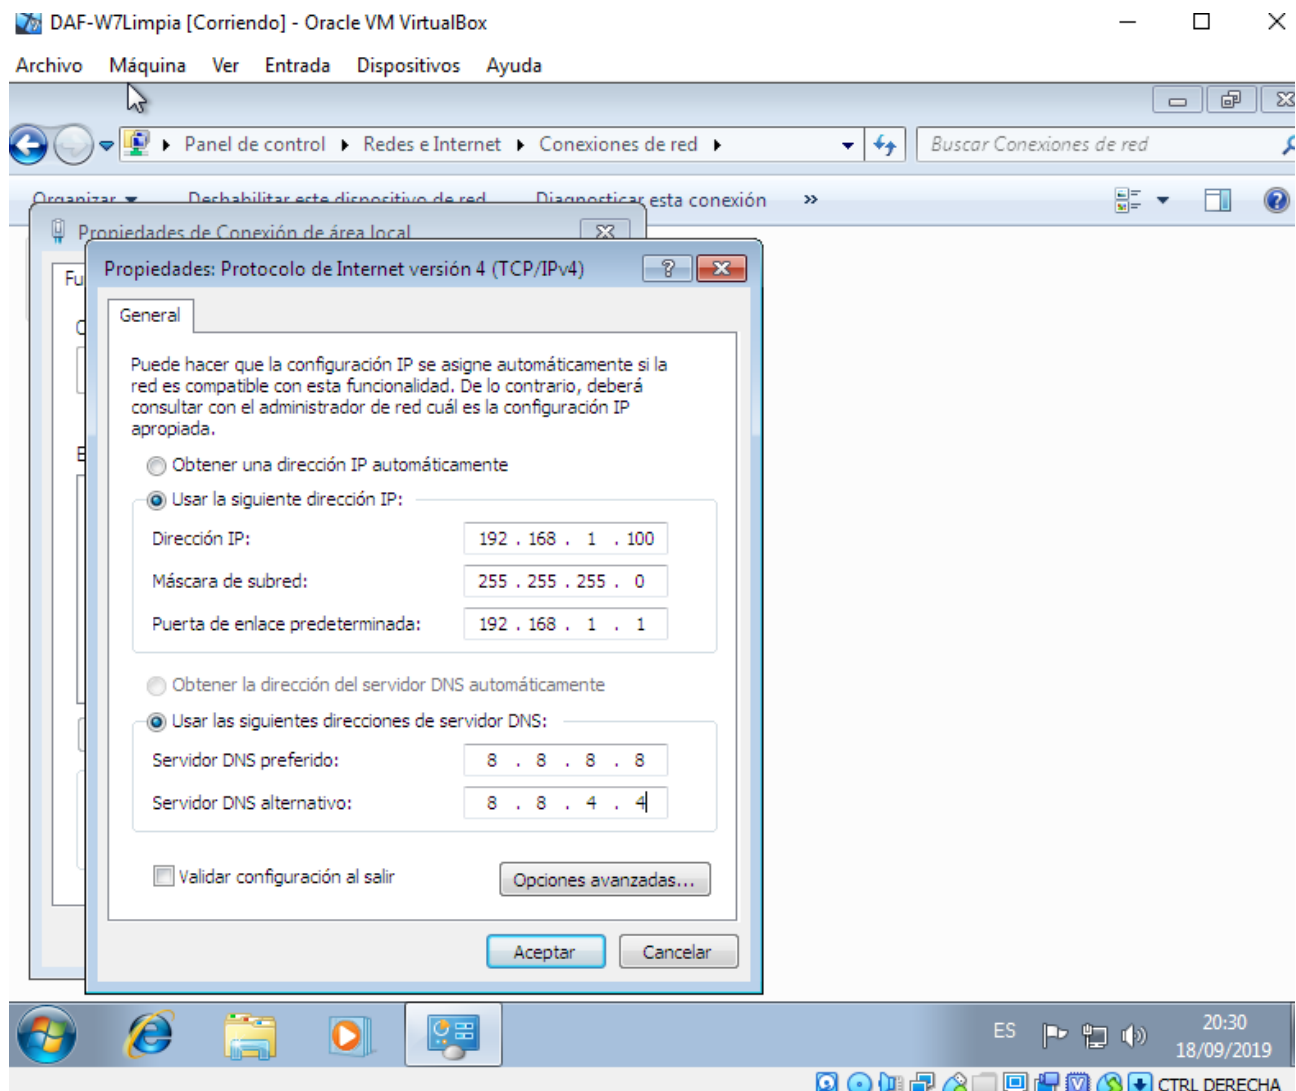 DAF-W7Limpia [Corriendo] - Oracle VM VirtualBox
Archivo Máquina Ver Entrada Dispositivos Ayuda
Panel de control Redes e Internet Conexiones de red Buscar Conexiones de red
Organizar Deshabilitar este dispositivo de red Diagnosticar esta conexión »
Propiedades de Conexión de área local
Propiedades: Protocolo de Internet versión 4 (TCP/IPv4)
Fu
General
Puede hacer que la configuración IP se asigne automáticamente si la
red es compatible con esta funcionalidad. De lo contrario, deberá
consultar con el administrador de red cuál es la configuración IP
apropiada.
Obtener una dirección IP automáticamente
Usar la siguiente dirección IP:
Dirección IP: 192 . 168 . 1 . 100
Máscara de subred: 255 . 255 . 255 . 0
Puerta de enlace predeterminada: 192 . 168 . 1 . 1
Obtener la dirección del servidor DNS automáticamente
Usar las siguientes direcciones de servidor DNS:
Servidor DNS preferido: 8 . 8 . 8 . 8
Servidor DNS alternativo: 8 . 8 . 4 . 4
Validar configuración al salir
Opciones avanzadas...
Aceptar Cancelar
ES 20:30
18/09/2019
CTRL DERECHA